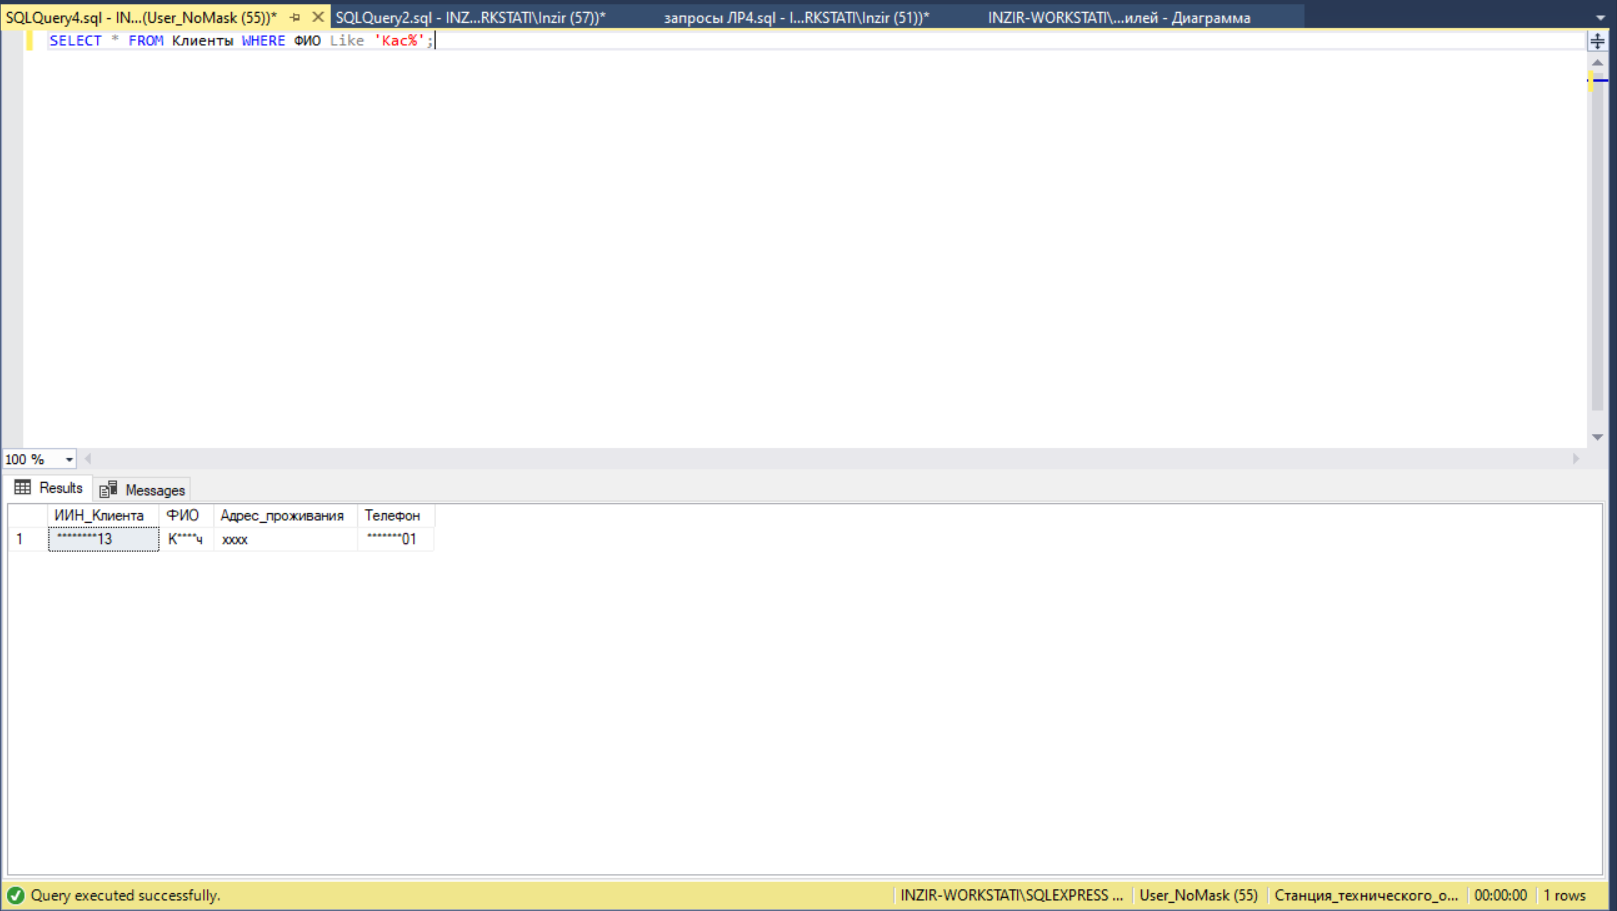 SQLQuery4.sql - IN...(User_NoMask (55))* SQLQuery2.sql - INZ...RKSTATI\Inzir (57))* запросы ЛР4.sql - I...RKSTATI\Inzir (51))* INZIR-WORKSTATI\...илей - Диаграмма
SELECT * FROM Клиенты WHERE ФИО Like 'Кас%';
100 %
Results Messages
ИИН_Клиента ФИО Адрес_проживания Телефон
1 ********13 К****ч xxxx *******01
Query executed successfully. INZIR-WORKSTATI\SQLEXPRESS ... User_NoMask (55) Станция_технического_о... 00:00:00 1 rows